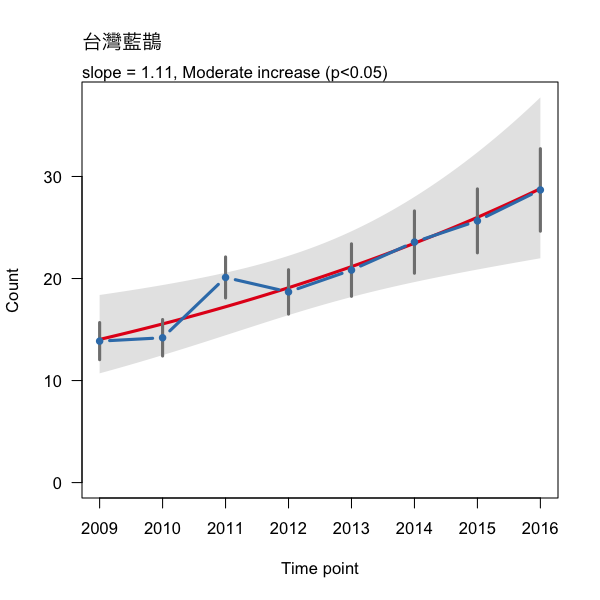 台灣藍鵲
slope = 1.11, Moderate increase (p<0.05)
Count
30
20
10
0
2009 2010 2011 2012 2013 2014 2015 2016
Time point